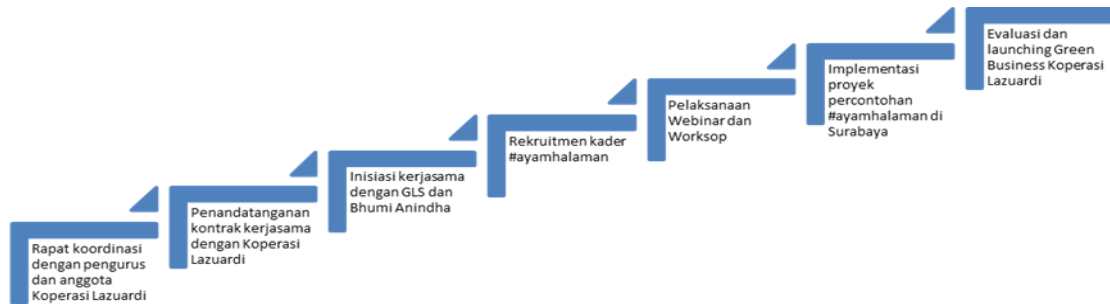 Rapat koordinasi
dengan pengurus
dan anggota
Koperasi Lazuardi
Penandatanganan
kontrak kerjasama
dengan Koperasi
Lazuardi
Inisiasi kerjasama
dengan GLS dan
Bhumi Anindha
Rekruitmen kader
#ayamhalaman
Pelaksanaan
Webinar dan
Worksop
Implementasi
proyek
percontohan
#ayamhalaman di
Surabaya
Evaluasi dan
launching Green
Business Koperasi
Lazuardi